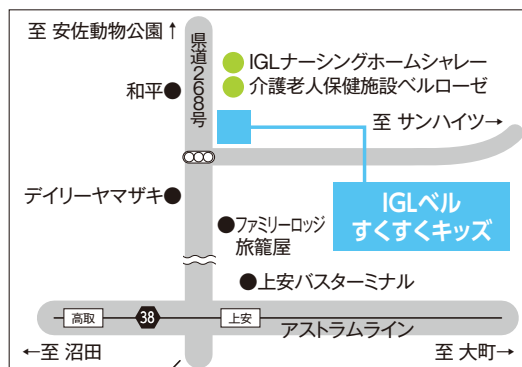 至 安佐動物公園↑
県道268号
IGLナーシングホームシャレー
介護老人保健施設ベルローゼ
和平
至 サンハイツ→
デイリーヤマザキ
IGLベル
すくすくキッズ
ファミリーロッジ
旅籠屋
上安バスターミナル
高取
38
上安
アストラムライン
←至 沼田
至 大町→